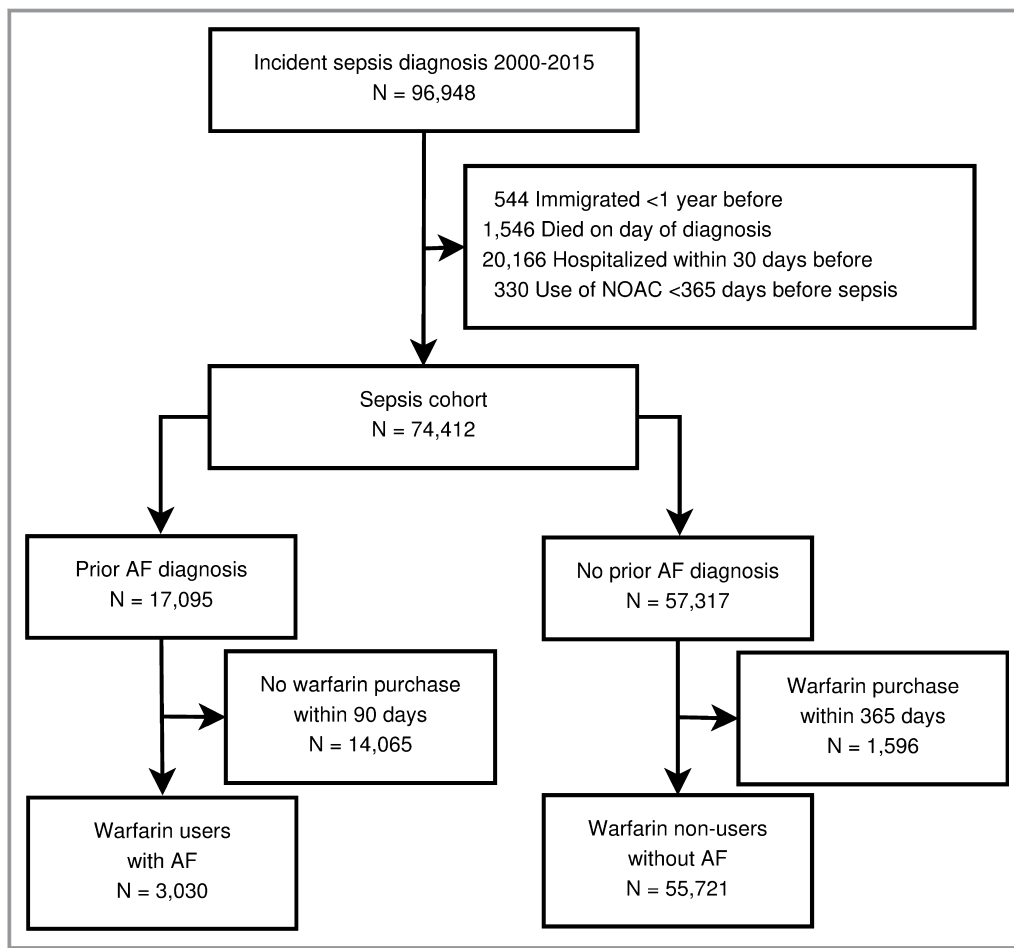 Incident sepsis diagnosis 2000-2015
N = 96,948
544 Immigrated <1 year before
1,546 Died on day of diagnosis
20,166 Hospitalized within 30 days before
330 Use of NOAC <365 days before sepsis
Sepsis cohort
N = 74,412
Prior AF diagnosis
N = 17,095
No prior AF diagnosis
N = 57,317
No warfarin purchase
within 90 days
N = 14,065
Warfarin purchase
within 365 days
N = 1,596
Warfarin users
with AF
N = 3,030
Warfarin non-users
without AF
N = 55,721